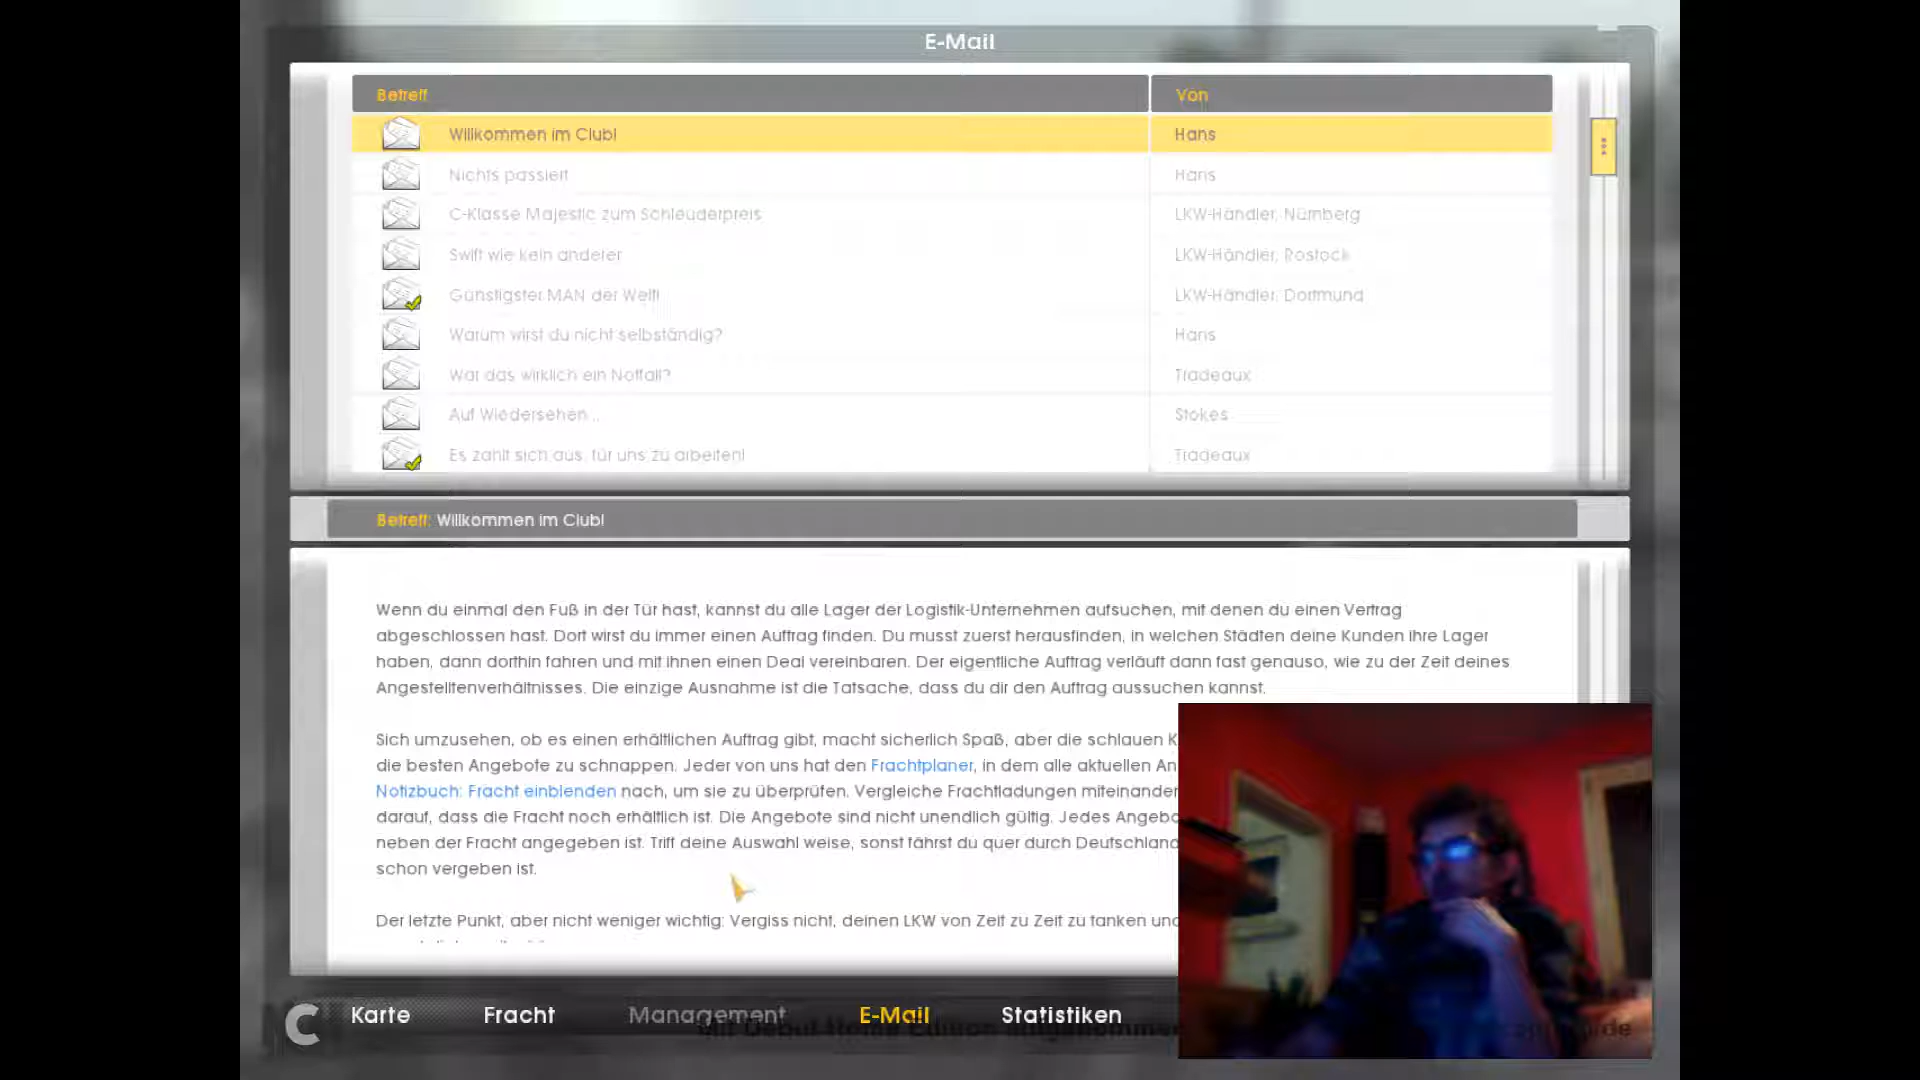 E-Mail
Betreff Von
Willkommen im Club! Hans
Nichts passiert Hans
C-Klasse Majestic zum Schleuderpreis LKW-Händler, Nürnberg
Swift wie kein anderer LKW-Händler, Rostock
Günstigster MAN der Welt! LKW-Händler, Dortmund
Warum wirst du nicht selbständig? Hans
War das wirklich ein Notfall? Tradeaux
Auf Wiedersehen... Stokes
Es zahlt sich aus, für uns zu arbeiten! Tradeaux
Betreff: Willkommen im Club!
Wenn du einmal den Fuß in der Tür hast, kannst du alle Lager der Logistik-Unternehmen aufsuchen, mit denen du einen Vertrag
abgeschlossen hast. Dort wirst du immer einen Auftrag finden. Du musst zuerst herausfinden, in welchen Städten deine Kunden ihre Lager
haben, dann dorthin fahren und mit ihnen einen Deal vereinbaren. Der eigentliche Auftrag verläuft dann fast genauso, wie zu der Zeit deines
Angestelltenverhältnisses. Die einzige Ausnahme ist die Tatsache, dass du dir den Auftrag aussuchen kannst.
Sich umzusehen, ob es einen erhältlichen Auftrag gibt, macht sicherlich Spaß, aber die schlauen K
die besten Angebote zu schnappen. Jeder von uns hat den Frachtplaner, in dem alle aktuellen An
Notizbuch: Fracht einblenden nach, um sie zu überprüfen. Vergleiche Frachtladungen miteinander
darauf, dass die Fracht noch erhältlich ist. Die Angebote sind nicht unendlich gültig. Jedes Angebo
neben der Fracht angegeben ist. Triff deine Auswahl weise, sonst fährst du quer durch Deutschland
schon vergeben ist.
Der letzte Punkt, aber nicht weniger wichtig: Vergiss nicht, deinen LKW von Zeit zu Zeit zu tanken und
Karte Fracht Management E-Mail Statistiken
Mit Debut Home Edition aufgenommen